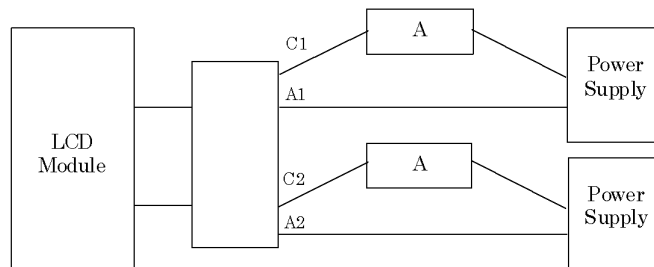 C1
A
Power
Supply
A1
LCD
Module
C2
A
Power
Supply
A2